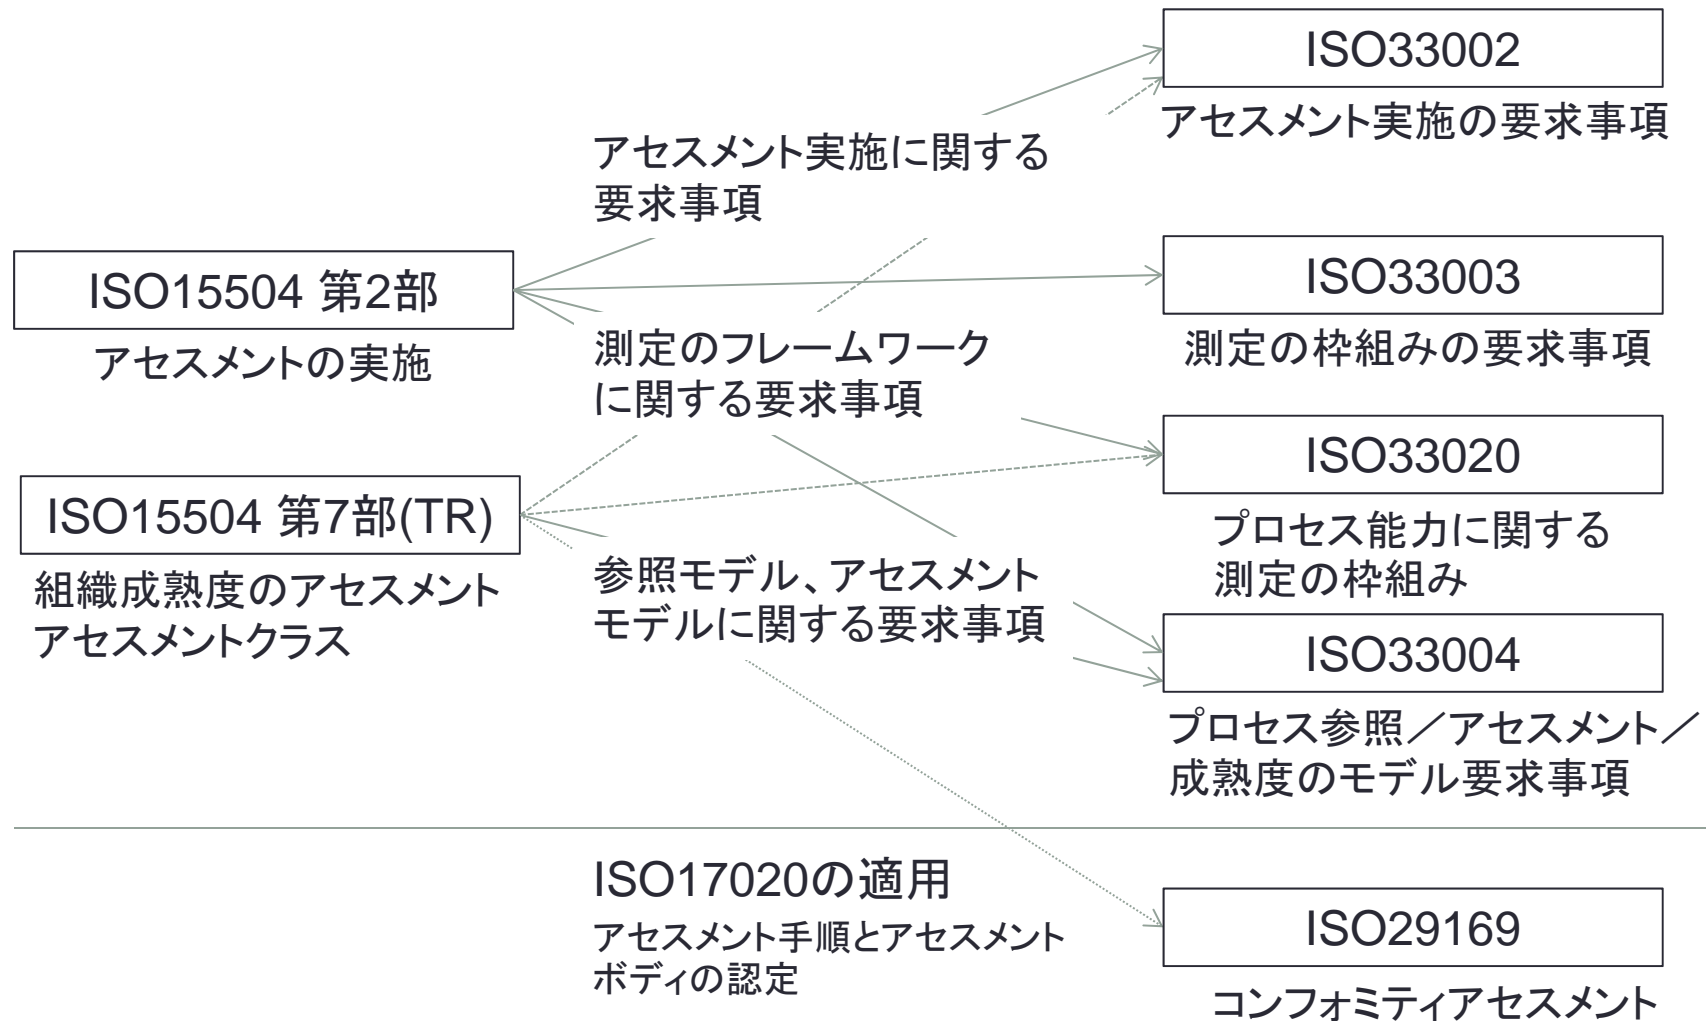 ISO33002
アセスメント実施の要求事項
アセスメント実施に関する
要求事項
ISO15504 第2部
アセスメントの実施
ISO33003
測定の枠組みの要求事項
測定のフレームワーク
に関する要求事項
ISO33020
プロセス能力に関する
測定の枠組み
ISO15504 第7部(TR)
組織成熟度のアセスメント
アセスメントクラス
参照モデル、アセスメント
モデルに関する要求事項
ISO33004
プロセス参照／アセスメント／
成熟度のモデル要求事項
ISO17020の適用
アセスメント手順とアセスメント
ボディの認定
ISO29169
コンフォミティアセスメント